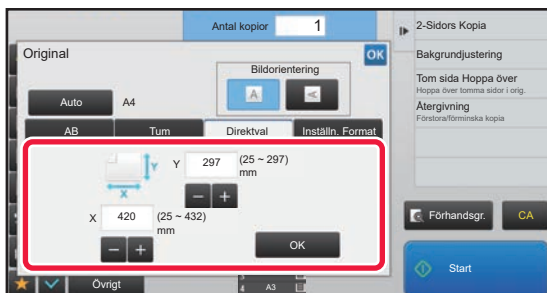 Antal kopior 1
2-Sidors Kopia
Original
OK
Bakgrundjustering
Bildorientering
Tom sida Hoppa över
Hoppa över tomma sidor i orig.
Auto A4
A A
Återgivning
Förstora/förminska kopia
AB Tum Direktval Inställn. Format
Y Y 297 (25 ~ 297)
mm
X
X 420 (25 ~ 432)
mm
Förhandsgr. CA
OK
Start
Övrigt
4 A3